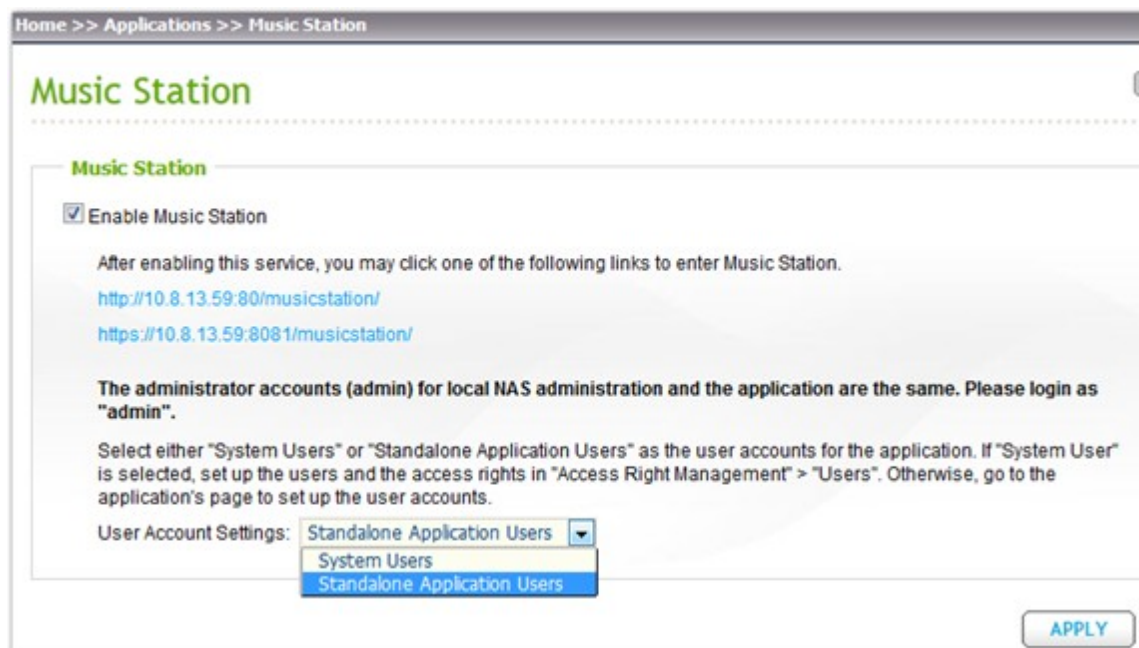 Home >> Applications >> Music Station
Music Station
Music Station
Enable Music Station
After enabling this service, you may click one of the following links to enter Music Station.
http://10.8.13.59:80/musicstation/
https://10.8.13.59:8081/musicstation/
The administrator accounts (admin) for local NAS administration and the application are the same. Please login as
"admin".
Select either "System Users" or "Standalone Application Users" as the user accounts for the application. If "System User"
is selected, set up the users and the access rights in "Access Right Management" > "Users". Otherwise, go to the
application's page to set up the user accounts.
User Account Settings: Standalone Application Users
System Users
Standalone Application Users
APPLY